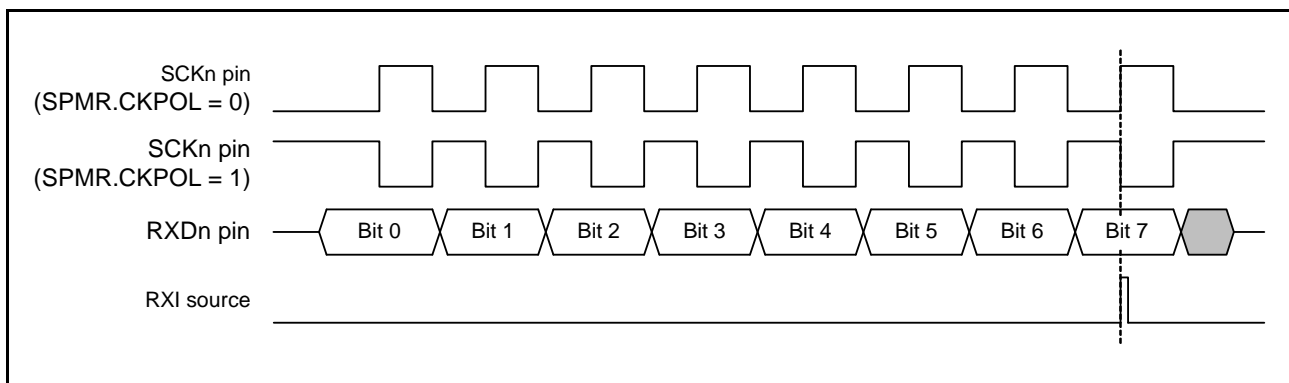 SCKn pin
(SPMR.CKPOL = 0)
SCKn pin
(SPMR.CKPOL = 1)
RXDn pin
Bit 0 Bit 1 Bit 2 Bit 3 Bit 4 Bit 5 Bit 6 Bit 7
RXI source